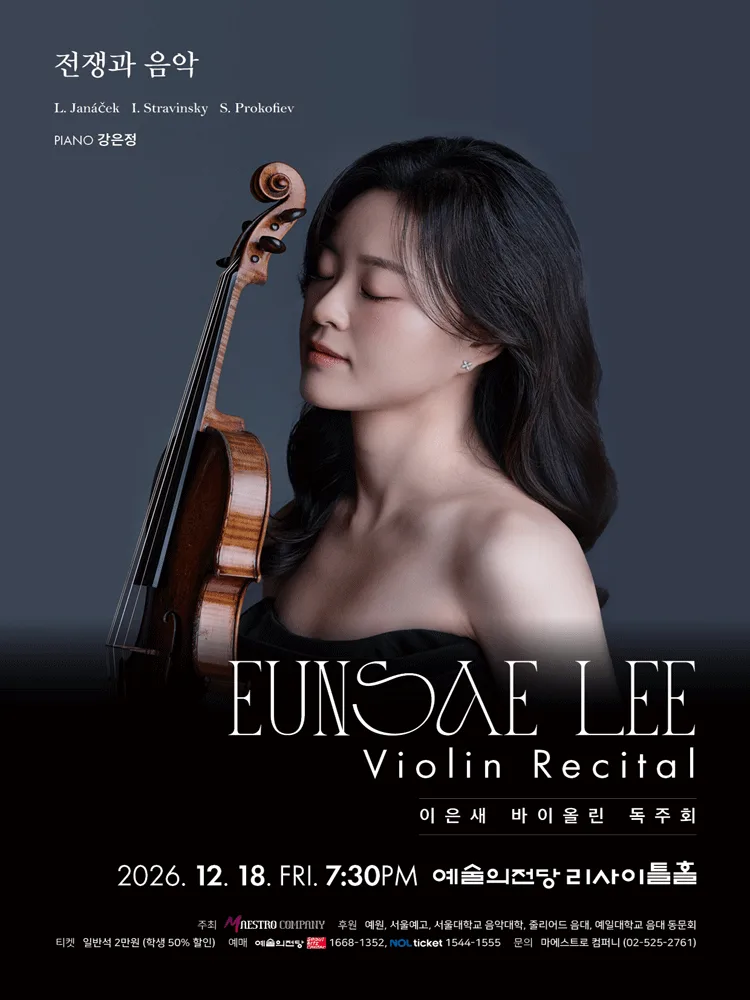 전쟁과 음악
L. Janáček I. Stravinsky S. Prokofiev
PIANO 강은정
EUNSAE LEE
Violin Recital
이은새 바이올린 독주회
2026. 12. 18. FRI. 7:30PM 예술의전당 리사이틀홀
주최 MAESTRO COMPANY 후원 예원, 서울예고, 서울대학교 음악대학, 줄리어드 음대, 예일대학교 음대 동문회
티켓 일반석 2만원 (학생 50% 할인) 예매 예술의전당 1668-1352, NOL ticket 1544-1555 문의 마에스트로 컴퍼니 (02-525-2761)